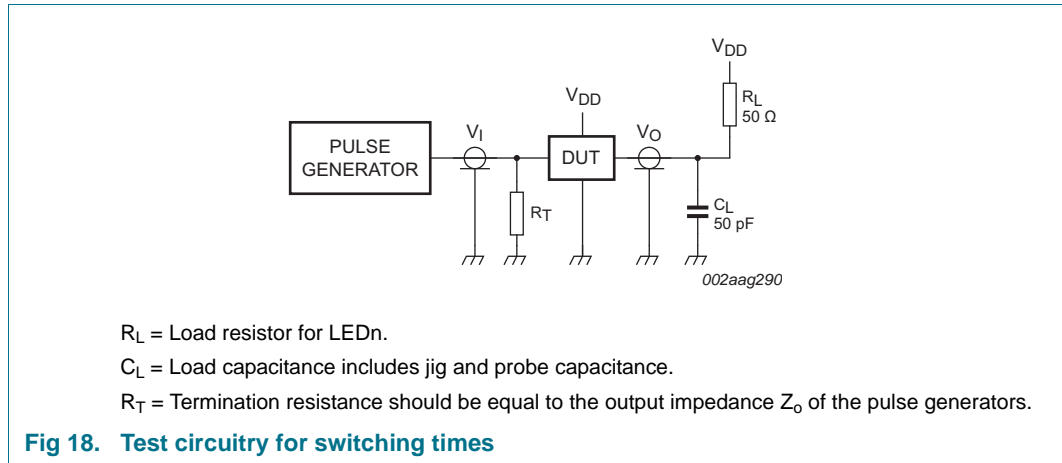 VDD
RL
50 Ω
VDD
VI
VO
PULSE
GENERATOR
DUT
RT
CL
50 pF
002aag290
RL = Load resistor for LEDn.
CL = Load capacitance includes jig and probe capacitance.
RT = Termination resistance should be equal to the output impedance Zo of the pulse generators.
Fig 18. Test circuitry for switching times